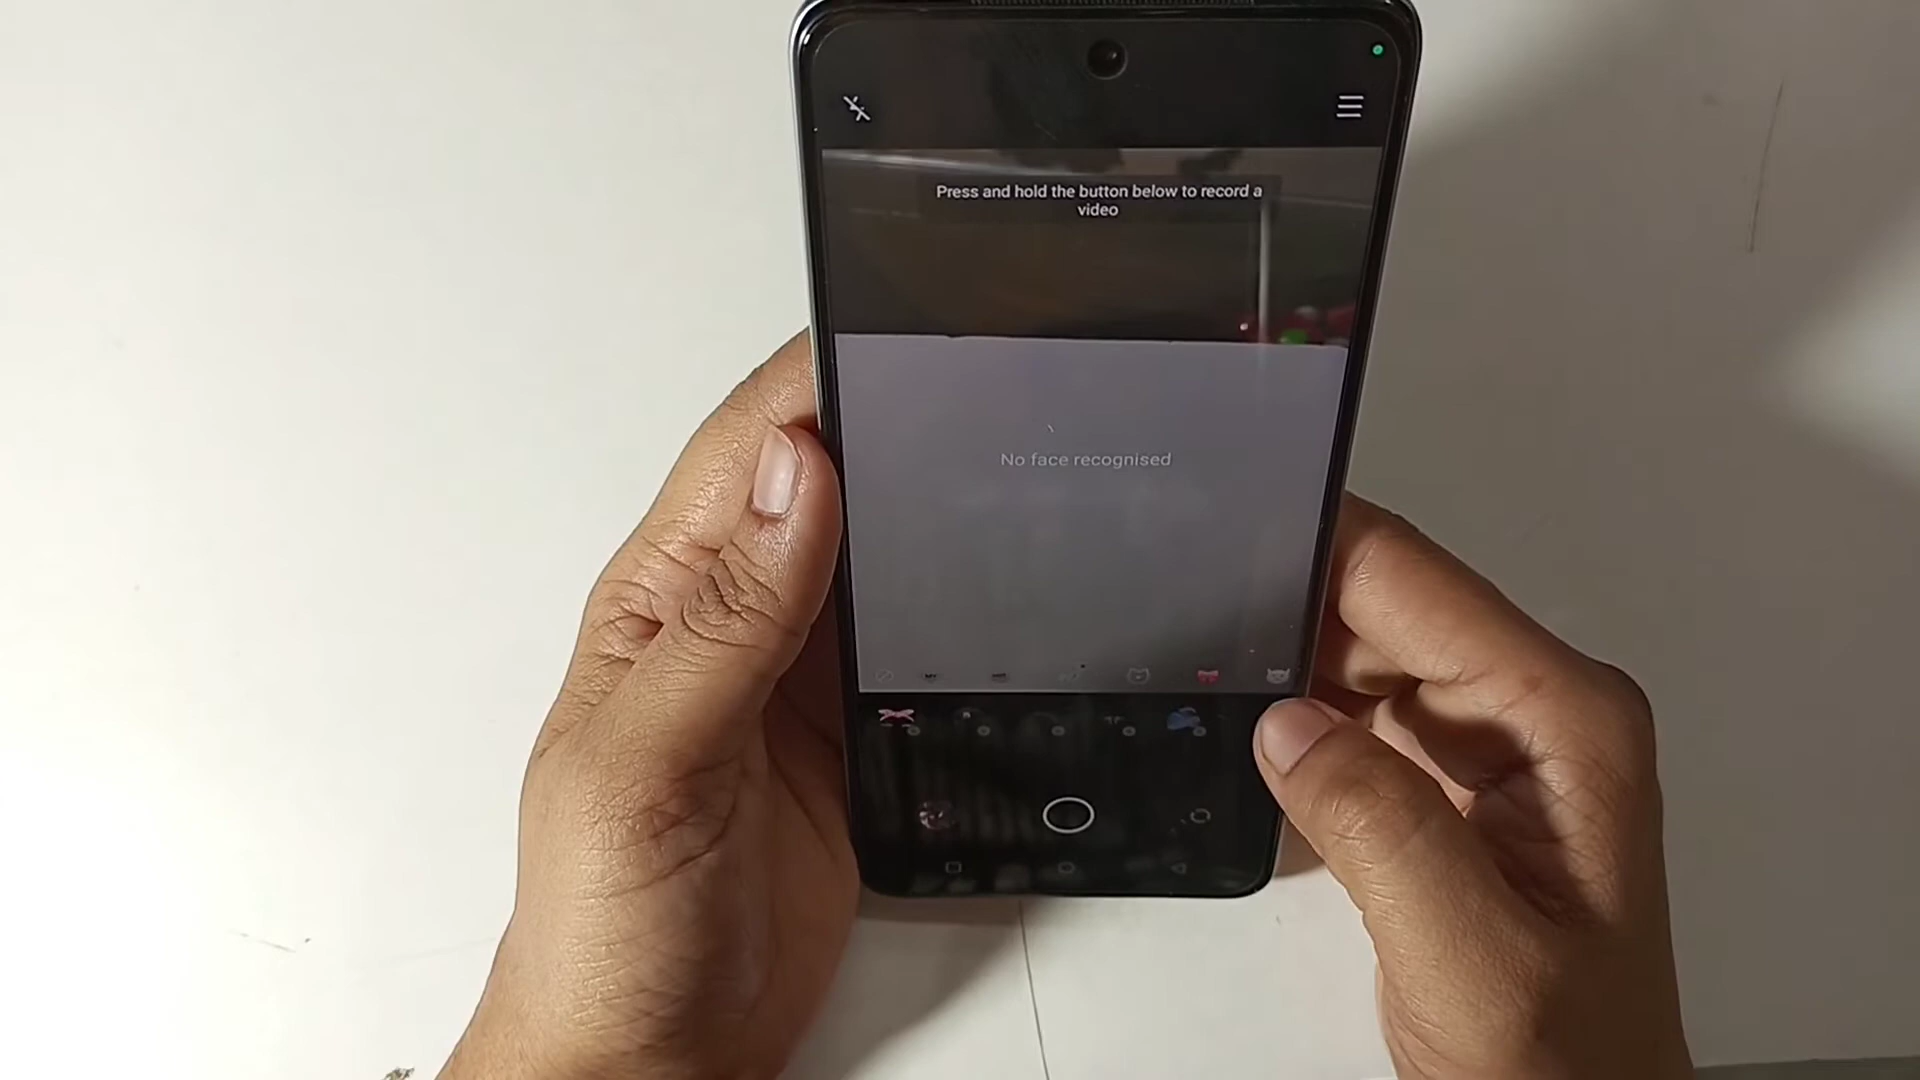 Press and hold the button below to record a
video
No face recognised